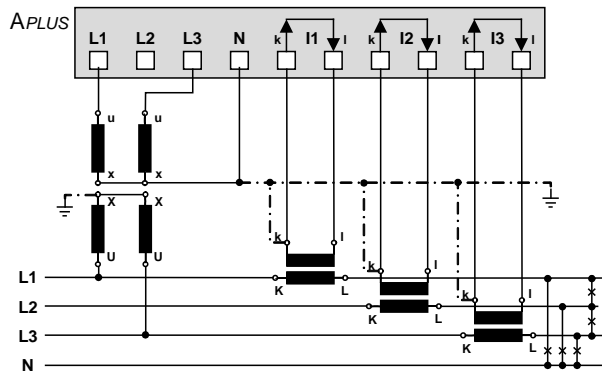 APLUS
L1 L2 L3 N k I1 l k I2 l k I3 l
u u
x x
X X
U U
k l
k l
k l
L1 K L
L2 K L
L3 K L
N